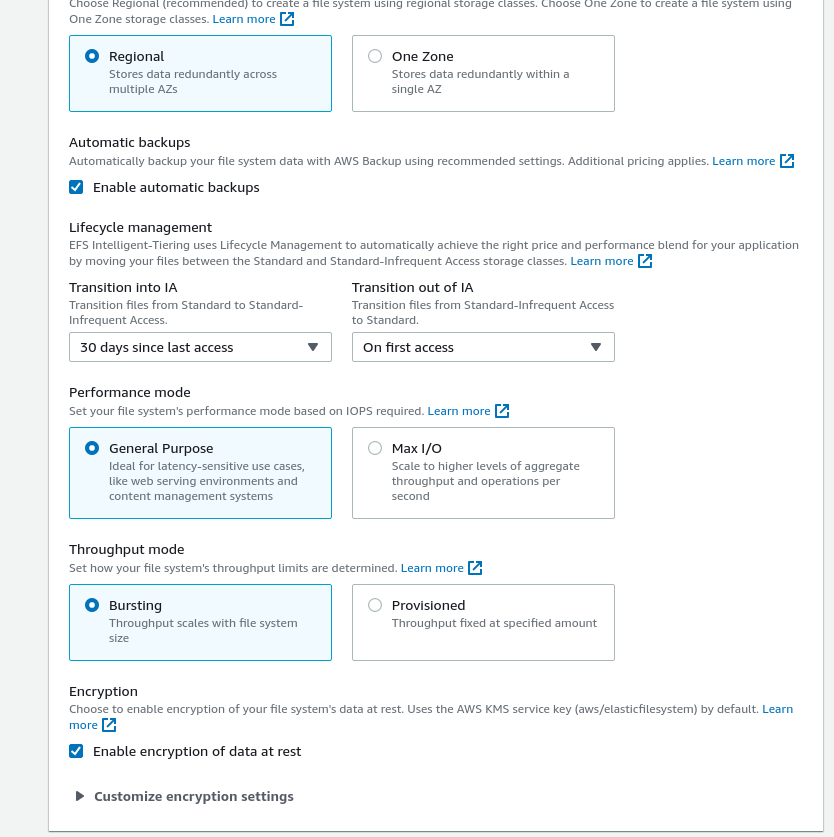 Choose Regional (recommended) to create a file system using regional storage classes. Choose One Zone to create a file system using
One Zone storage classes. Learn more
Regional
Stores data redundantly across
multiple AZs
One Zone
Stores data redundantly within a
single AZ
Automatic backups
Automatically backup your file system data with AWS Backup using recommended settings. Additional pricing applies. Learn more
Enable automatic backups
Lifecycle management
EFS Intelligent-Tiering uses Lifecycle Management to automatically achieve the right price and performance blend for your application
by moving your files between the Standard and Standard-Infrequent Access storage classes. Learn more
Transition into IA
Transition files from Standard to Standard-
Infrequent Access.
30 days since last access
Transition out of IA
Transition files from Standard-Infrequent Access
to Standard.
On first access
Performance mode
Set your file system's performance mode based on IOPS required. Learn more
General Purpose
Ideal for latency-sensitive use cases,
like web serving environments and
content management systems
Max I/O
Scale to higher levels of aggregate
throughput and operations per
second
Throughput mode
Set how your file system's throughput limits are determined. Learn more
Bursting
Throughput scales with file system
size
Provisioned
Throughput fixed at specified amount
Encryption
Choose to enable encryption of your file system's data at rest. Uses the AWS KMS service key (aws/elasticfilesystem) by default. Learn
more
Enable encryption of data at rest
Customize encryption settings